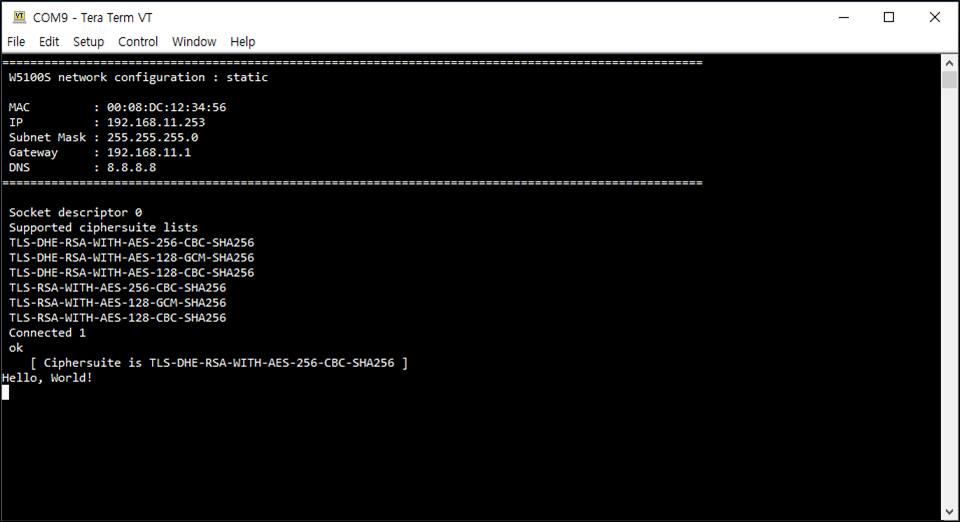 COM9 - Tera Term VT
File Edit Setup Control Window Help
====================================================================================================
W5100S network configuration : static
MAC : 00:08:DC:12:34:56
IP : 192.168.11.253
Subnet Mask : 255.255.255.0
Gateway : 192.168.11.1
DNS : 8.8.8.8
====================================================================================================
Socket descriptor 0
Supported ciphersuite lists
TLS-DHE-RSA-WITH-AES-256-CBC-SHA256
TLS-DHE-RSA-WITH-AES-128-GCM-SHA256
TLS-DHE-RSA-WITH-AES-128-CBC-SHA256
TLS-RSA-WITH-AES-256-CBC-SHA256
TLS-RSA-WITH-AES-128-GCM-SHA256
TLS-RSA-WITH-AES-128-CBC-SHA256
Connected 1
ok
[ Ciphersuite is TLS-DHE-RSA-WITH-AES-256-CBC-SHA256 ]
Hello, World!